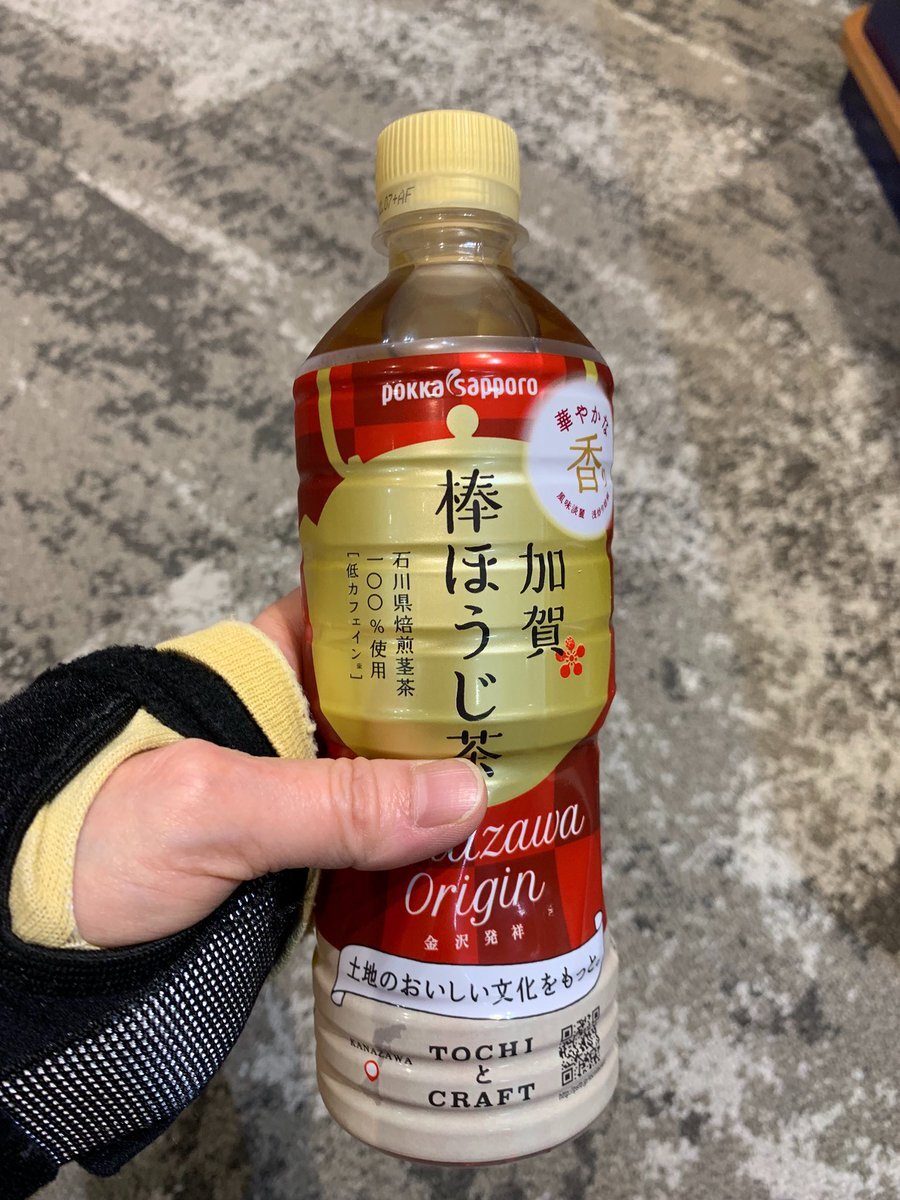 pokka sapporo
華やかな
香り
風味淡麗
加賀
棒ほうじ茶
石川県焙煎茎茶
一〇〇%使用
[低カフェイン※]
Origin
金沢発祥
土地のおいしい文化をもっと。
KANAZAWA
TOCHI
と
CRAFT